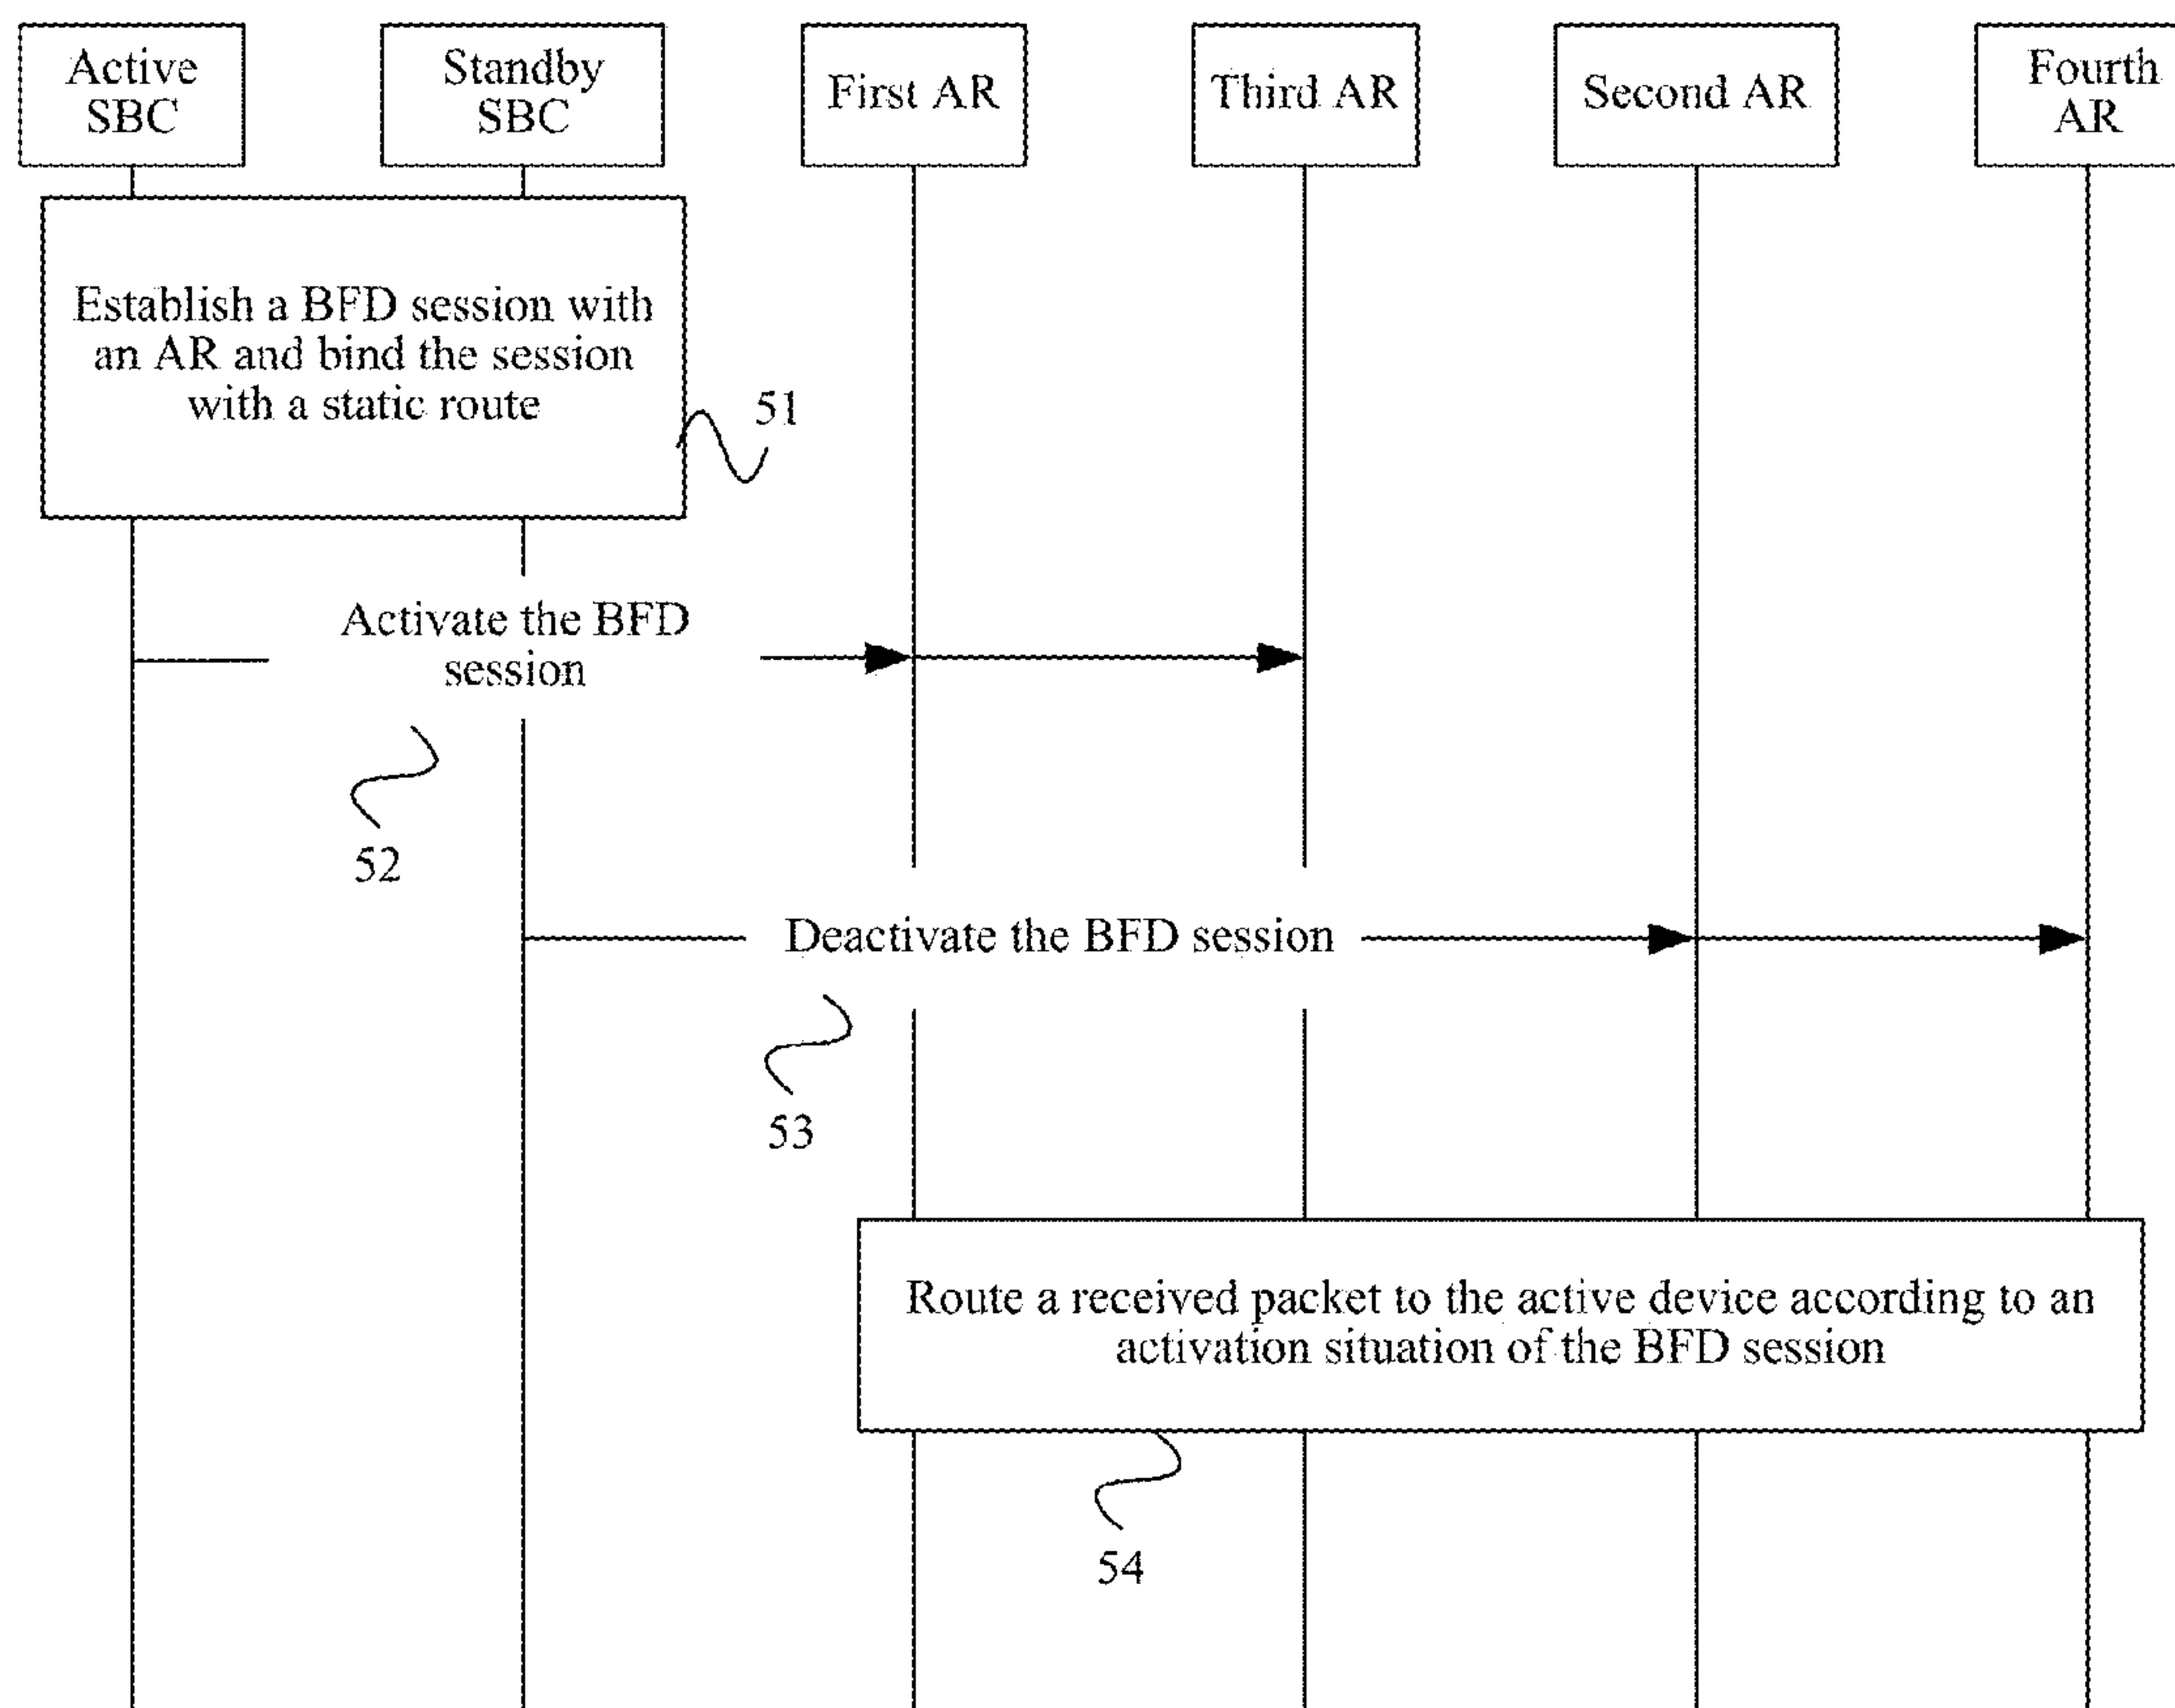 Active
SBC
Standby
SBC
First AR
Third AR
Second AR
Fourth
AR
Establish a BFD session with
an AR and bind the session
with a static route
51
Activate the BFD
session
52
Deactivate the BFD session
53
Route a received packet to the active device according to an
activation situation of the BFD session
54